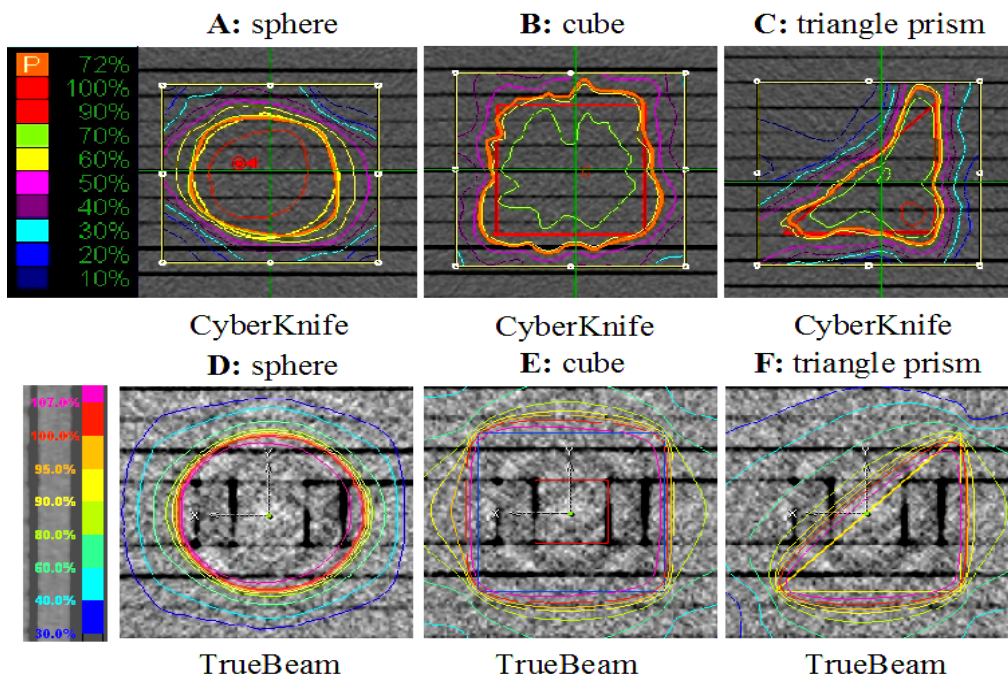 A: sphere
B: cube
C: triangle prism
P 72%
100%
90%
70%
60%
50%
40%
30%
20%
10%
CyberKnife
CyberKnife
CyberKnife
D: sphere
E: cube
F: triangle prism
107.0%
100.0%
95.0%
90.0%
80.0%
60.0%
40.0%
30.0%
Y
X
Y
X
Y
X
TrueBeam
TrueBeam
TrueBeam